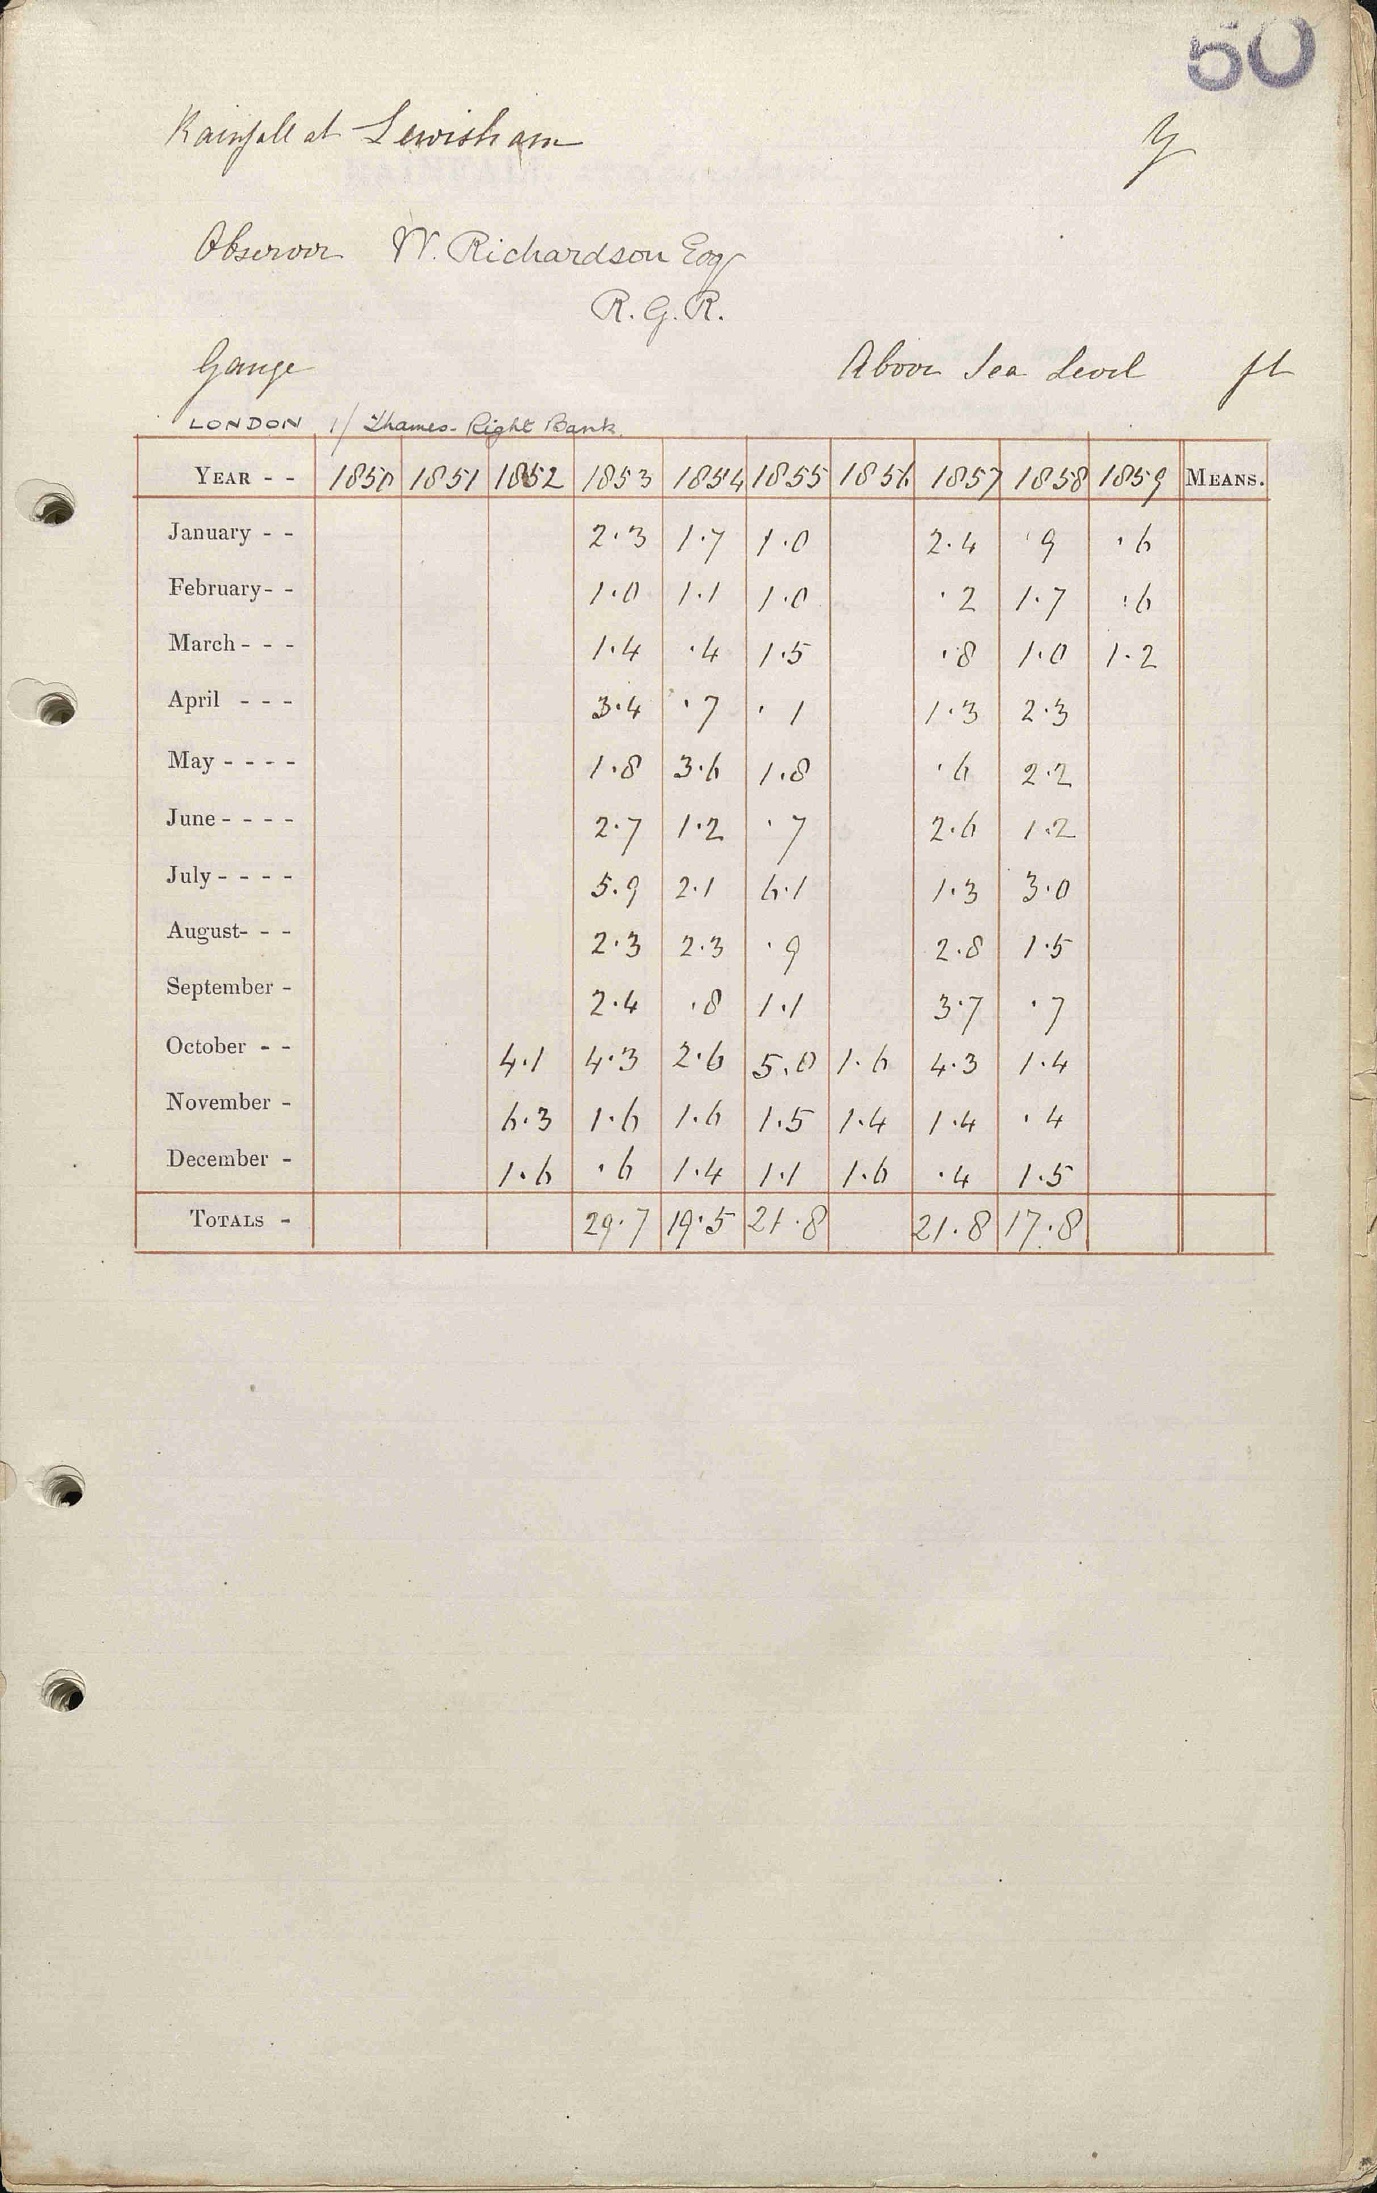 50
Rainfall at Lewisham
Observer W. Richardson Esq
R. G. R.
Gauge Above Sea Level ft
LONDON 1/ Thames - Right Bank.
YEAR - - 1850 1851 1852 1853 1854 1855 1856 1857 1858 1859 MEANS.
January - - 2.3 1.7 1.0 2.4 .9 .6
February - - 1.0 1.1 1.0 .2 1.7 .6
March - - - 1.4 .4 1.5 .8 1.0 1.2
April - - - 3.4 .7 .1 1.3 2.3
May - - - - 1.8 3.6 1.8 .6 2.2
June - - - - 2.7 1.2 .7 2.6 1.2
July - - - - 5.9 2.1 6.1 1.3 3.0
August - - - 2.3 2.3 .9 2.8 1.5
September - 2.4 .8 1.1 3.7 .7
October - - 4.1 4.3 2.6 5.0 1.6 4.3 1.4
November - 6.3 1.6 1.6 1.5 1.4 1.4 .4
December - 1.6 .6 1.4 1.1 1.6 .4 1.5
TOTALS - 29.7 19.5 21.8 21.8 17.8